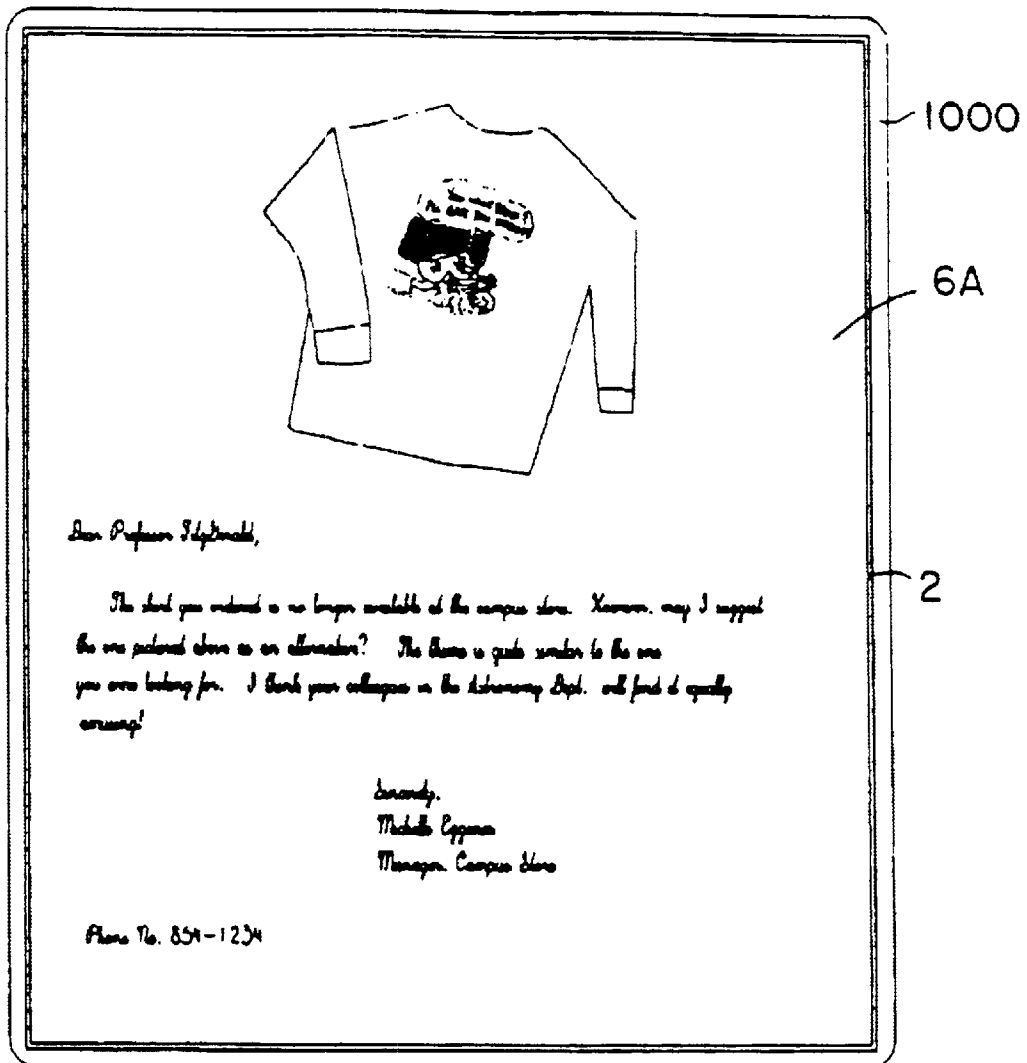 1000
6A
2
Dear Professor FitzGerald,
The shirt you ordered is no longer available at the campus store. However, may I suggest
the one pictured above as an alternative? The theme is quite similar to the one
you were looking for. I think your colleagues in the Astronomy Dept. will find it equally
amusing!
Sincerely,
Michelle
Manager, Campus Store
Phone No. 854-1234